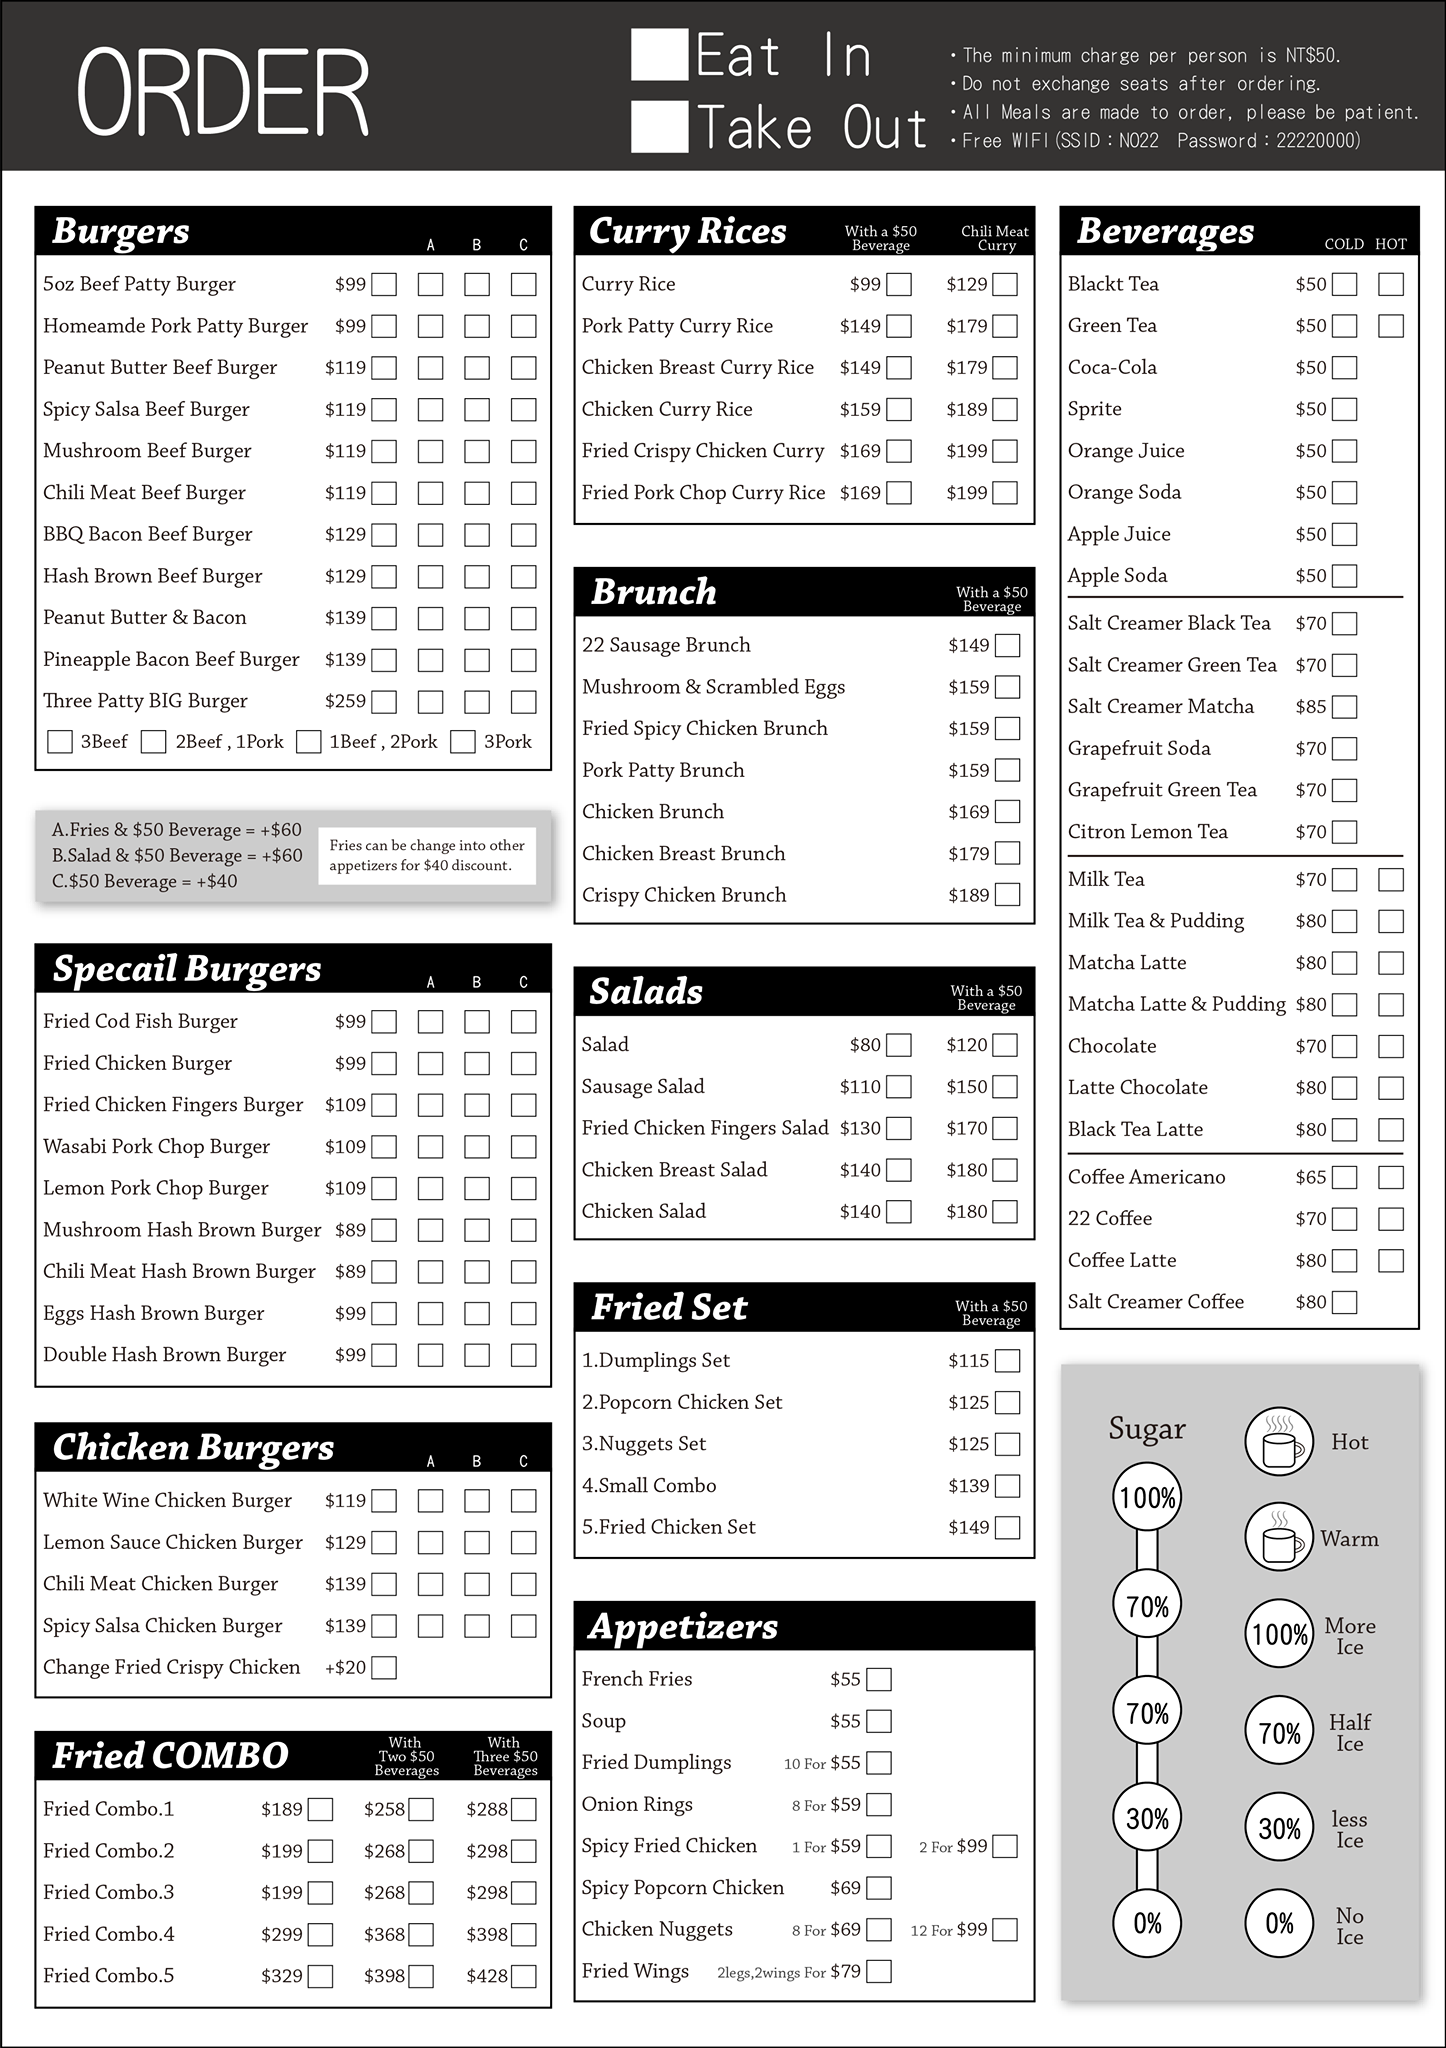 ORDER
Eat In
Take Out
・The minimum charge per person is NT$50.
・Do not exchange seats after ordering.
・All Meals are made to order, please be patient.
・Free WIFI(SSID：NO22 Password：22220000)
Burgers A B C
5oz Beef Patty Burger $99
Homeamde Pork Patty Burger $99
Peanut Butter Beef Burger $119
Spicy Salsa Beef Burger $119
Mushroom Beef Burger $119
Chili Meat Beef Burger $119
BBQ Bacon Beef Burger $129
Hash Brown Beef Burger $129
Peanut Butter & Bacon $139
Pineapple Bacon Beef Burger $139
Three Patty BIG Burger $259
3Beef 2Beef , 1Pork 1Beef , 2Pork 3Pork
A.Fries & $50 Beverage = +$60
B.Salad & $50 Beverage = +$60
C.$50 Beverage = +$40
Fries can be change into other
appetizers for $40 discount.
Specail Burgers A B C
Fried Cod Fish Burger $99
Fried Chicken Burger $99
Fried Chicken Fingers Burger $109
Wasabi Pork Chop Burger $109
Lemon Pork Chop Burger $109
Mushroom Hash Brown Burger $89
Chili Meat Hash Brown Burger $89
Eggs Hash Brown Burger $99
Double Hash Brown Burger $99
Chicken Burgers A B C
White Wine Chicken Burger $119
Lemon Sauce Chicken Burger $129
Chili Meat Chicken Burger $139
Spicy Salsa Chicken Burger $139
Change Fried Crispy Chicken +$20
Fried COMBO
With
Two $50
Beverages
With
Three $50
Beverages
Fried Combo.1 $189 $258 $288
Fried Combo.2 $199 $268 $298
Fried Combo.3 $199 $268 $298
Fried Combo.4 $299 $368 $398
Fried Combo.5 $329 $398 $428
Curry Rices
With a $50
Beverage
Chili Meat
Curry
Curry Rice $99 $129
Pork Patty Curry Rice $149 $179
Chicken Breast Curry Rice $149 $179
Chicken Curry Rice $159 $189
Fried Crispy Chicken Curry $169 $199
Fried Pork Chop Curry Rice $169 $199
Brunch
With a $50
Beverage
22 Sausage Brunch $149
Mushroom & Scrambled Eggs $159
Fried Spicy Chicken Brunch $159
Pork Patty Brunch $159
Chicken Brunch $169
Chicken Breast Brunch $179
Crispy Chicken Brunch $189
Salads
With a $50
Beverage
Salad $80 $120
Sausage Salad $110 $150
Fried Chicken Fingers Salad $130 $170
Chicken Breast Salad $140 $180
Chicken Salad $140 $180
Fried Set
With a $50
Beverage
1.Dumplings Set $115
2.Popcorn Chicken Set $125
3.Nuggets Set $125
4.Small Combo $139
5.Fried Chicken Set $149
Appetizers
French Fries $55
Soup $55
Fried Dumplings 10 For $55
Onion Rings 8 For $59
Spicy Fried Chicken 1 For $59 2 For $99
Spicy Popcorn Chicken $69
Chicken Nuggets 8 For $69 12 For $99
Fried Wings 2legs,2wings For $79
Beverages COLD HOT
Blackt Tea $50
Green Tea $50
Coca-Cola $50
Sprite $50
Orange Juice $50
Orange Soda $50
Apple Juice $50
Apple Soda $50
Salt Creamer Black Tea $70
Salt Creamer Green Tea $70
Salt Creamer Matcha $85
Grapefruit Soda $70
Grapefruit Green Tea $70
Citron Lemon Tea $70
Milk Tea $70
Milk Tea & Pudding $80
Matcha Latte $80
Matcha Latte & Pudding $80
Chocolate $70
Latte Chocolate $80
Black Tea Latte $80
Coffee Americano $65
22 Coffee $70
Coffee Latte $80
Salt Creamer Coffee $80
Sugar
100%
70%
70%
30%
0%
Hot
Warm
100% More
Ice
70% Half
Ice
30% less
Ice
0% No
Ice